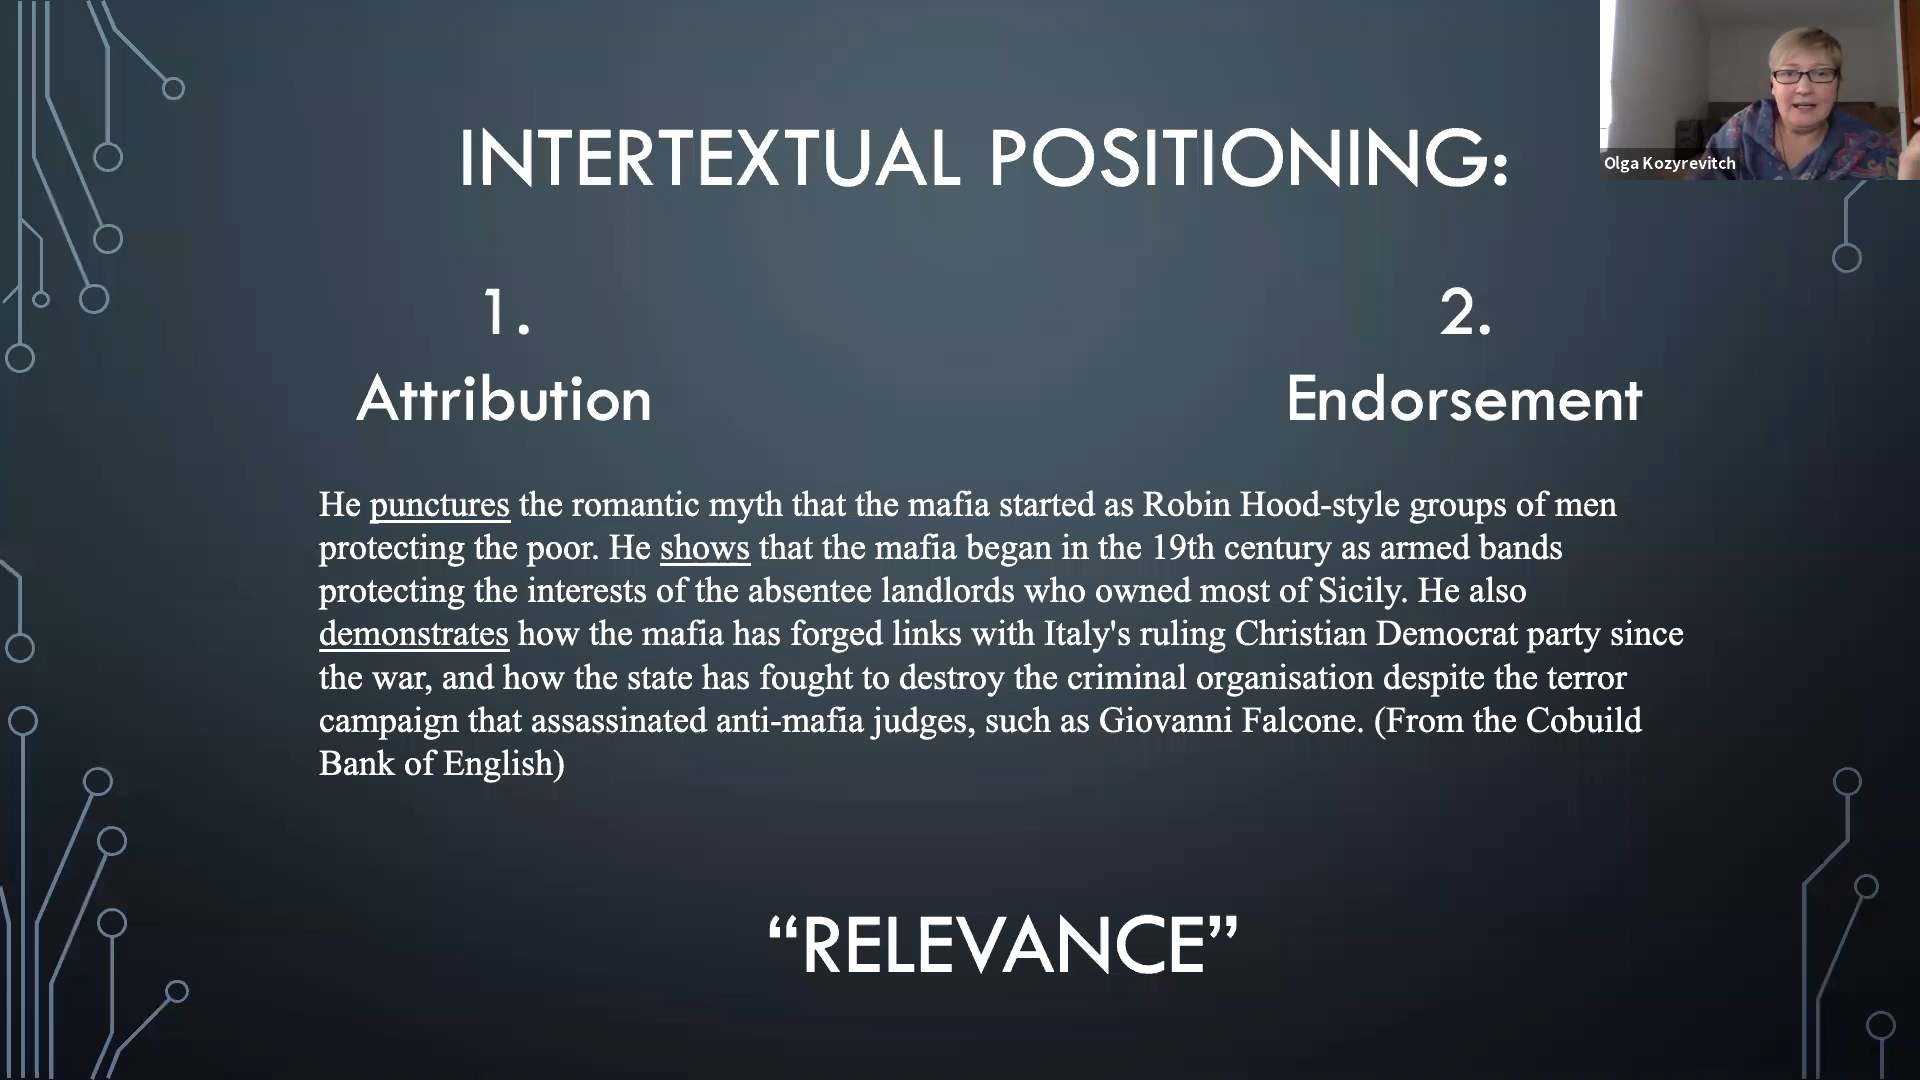 INTERTEXTUAL POSITIONING:
Olga Kozyrevitch
1.
Attribution
2.
Endorsement
He punctures the romantic myth that the mafia started as Robin Hood-style groups of men
protecting the poor. He shows that the mafia began in the 19th century as armed bands
protecting the interests of the absentee landlords who owned most of Sicily. He also
demonstrates how the mafia has forged links with Italy's ruling Christian Democrat party since
the war, and how the state has fought to destroy the criminal organisation despite the terror
campaign that assassinated anti-mafia judges, such as Giovanni Falcone. (From the Cobuild
Bank of English)
“RELEVANCE”